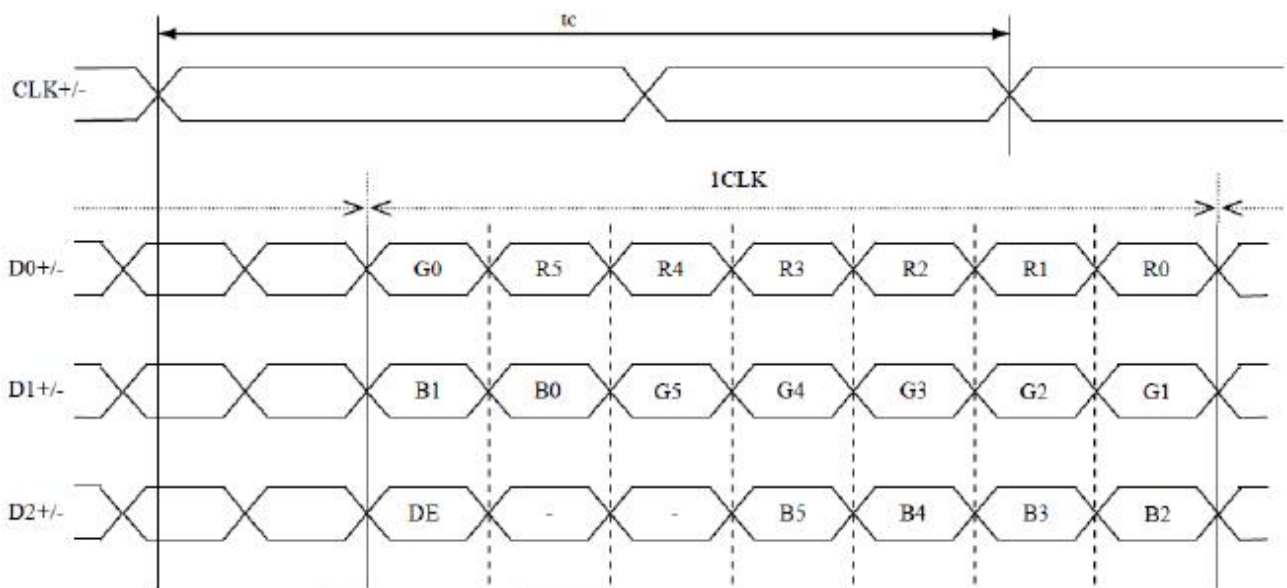 tc
CLK+/-
1CLK
D0+/- G0 R5 R4 R3 R2 R1 R0
D1+/- B1 B0 G5 G4 G3 G2 G1
D2+/- DE - - B5 B4 B3 B2